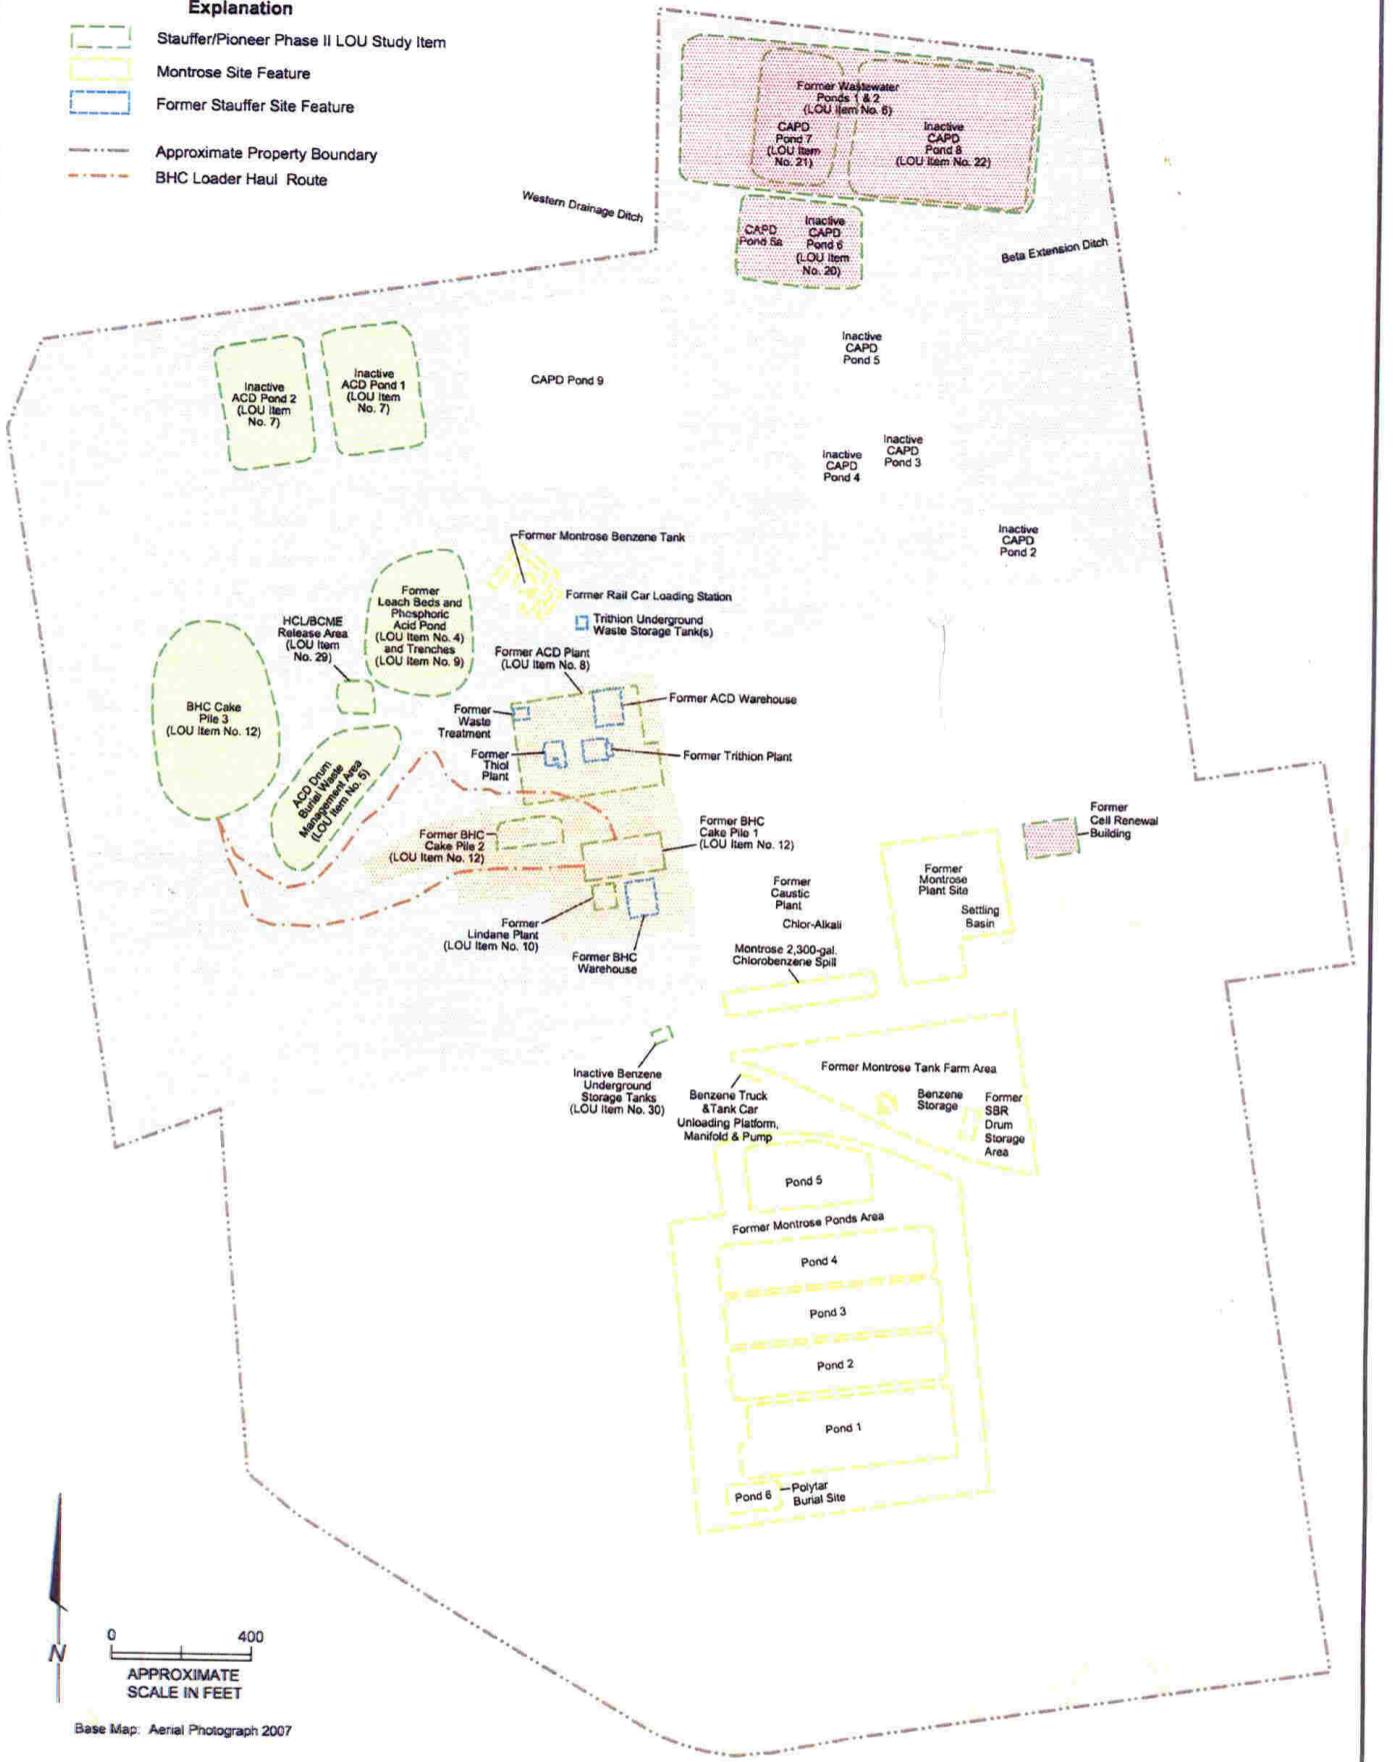 Explanation
Stauffer/Pioneer Phase II LOU Study Item
Montrose Site Feature
Former Stauffer Site Feature
Approximate Property Boundary
BHC Loader Haul Route
Former Wastewater
Ponds 1 & 2
(LOU Item No. 6)
CAPD
Pond 7
(LOU Item
No. 21)
Inactive
CAPD
Pond 8
(LOU Item No. 22)
Western Drainage Ditch
CAPD
Pond 5a
Inactive
CAPD
Pond 6
(LOU Item
No. 20)
Beta Extension Ditch
Inactive
CAPD
Pond 5
Inactive
ACD Pond 2
(LOU Item
No. 7)
Inactive
ACD Pond 1
(LOU Item
No. 7)
CAPD Pond 9
Inactive
CAPD
Pond 4
Inactive
CAPD
Pond 3
Inactive
CAPD
Pond 2
Former Montrose Benzene Tank
Former Rail Car Loading Station
Trithion Underground
Waste Storage Tank(s)
Former
Leach Beds and
Phosphoric
Acid Pond
(LOU Item No. 4)
and Trenches
(LOU Item No. 9)
HCL/BCME
Release Area
(LOU Item
No. 29)
Former ACD Plant
(LOU Item No. 8)
BHC Cake
Pile 3
(LOU Item No. 12)
Former
Waste
Treatment
Former ACD Warehouse
Former
Thiol
Plant
Former Trithion Plant
ACD Drum
Burial Waste
Management Area
(LOU Item No. 5)
Former BHC
Cake Pile 2
(LOU Item No. 12)
Former BHC
Cake Pile 1
(LOU Item No. 12)
Former
Cell Renewal
Building
Former
Montrose
Plant Site
Settling
Basin
Former
Caustic
Plant
Chlor-Alkali
Former
Lindane Plant
(LOU Item No. 10)
Former BHC
Warehouse
Montrose 2,300-gal.
Chlorobenzene Spill
Inactive Benzene
Underground
Storage Tanks
(LOU Item No. 30)
Former Montrose Tank Farm Area
Benzene Truck
&Tank Car
Unloading Platform,
Manifold & Pump
Benzene
Storage
Former
SBR
Drum
Storage
Area
Pond 5
Former Montrose Ponds Area
Pond 4
Pond 3
Pond 2
Pond 1
Pond 6
Polytar
Burial Site
N
0 400
APPROXIMATE
SCALE IN FEET
Base Map: Aerial Photograph 2007